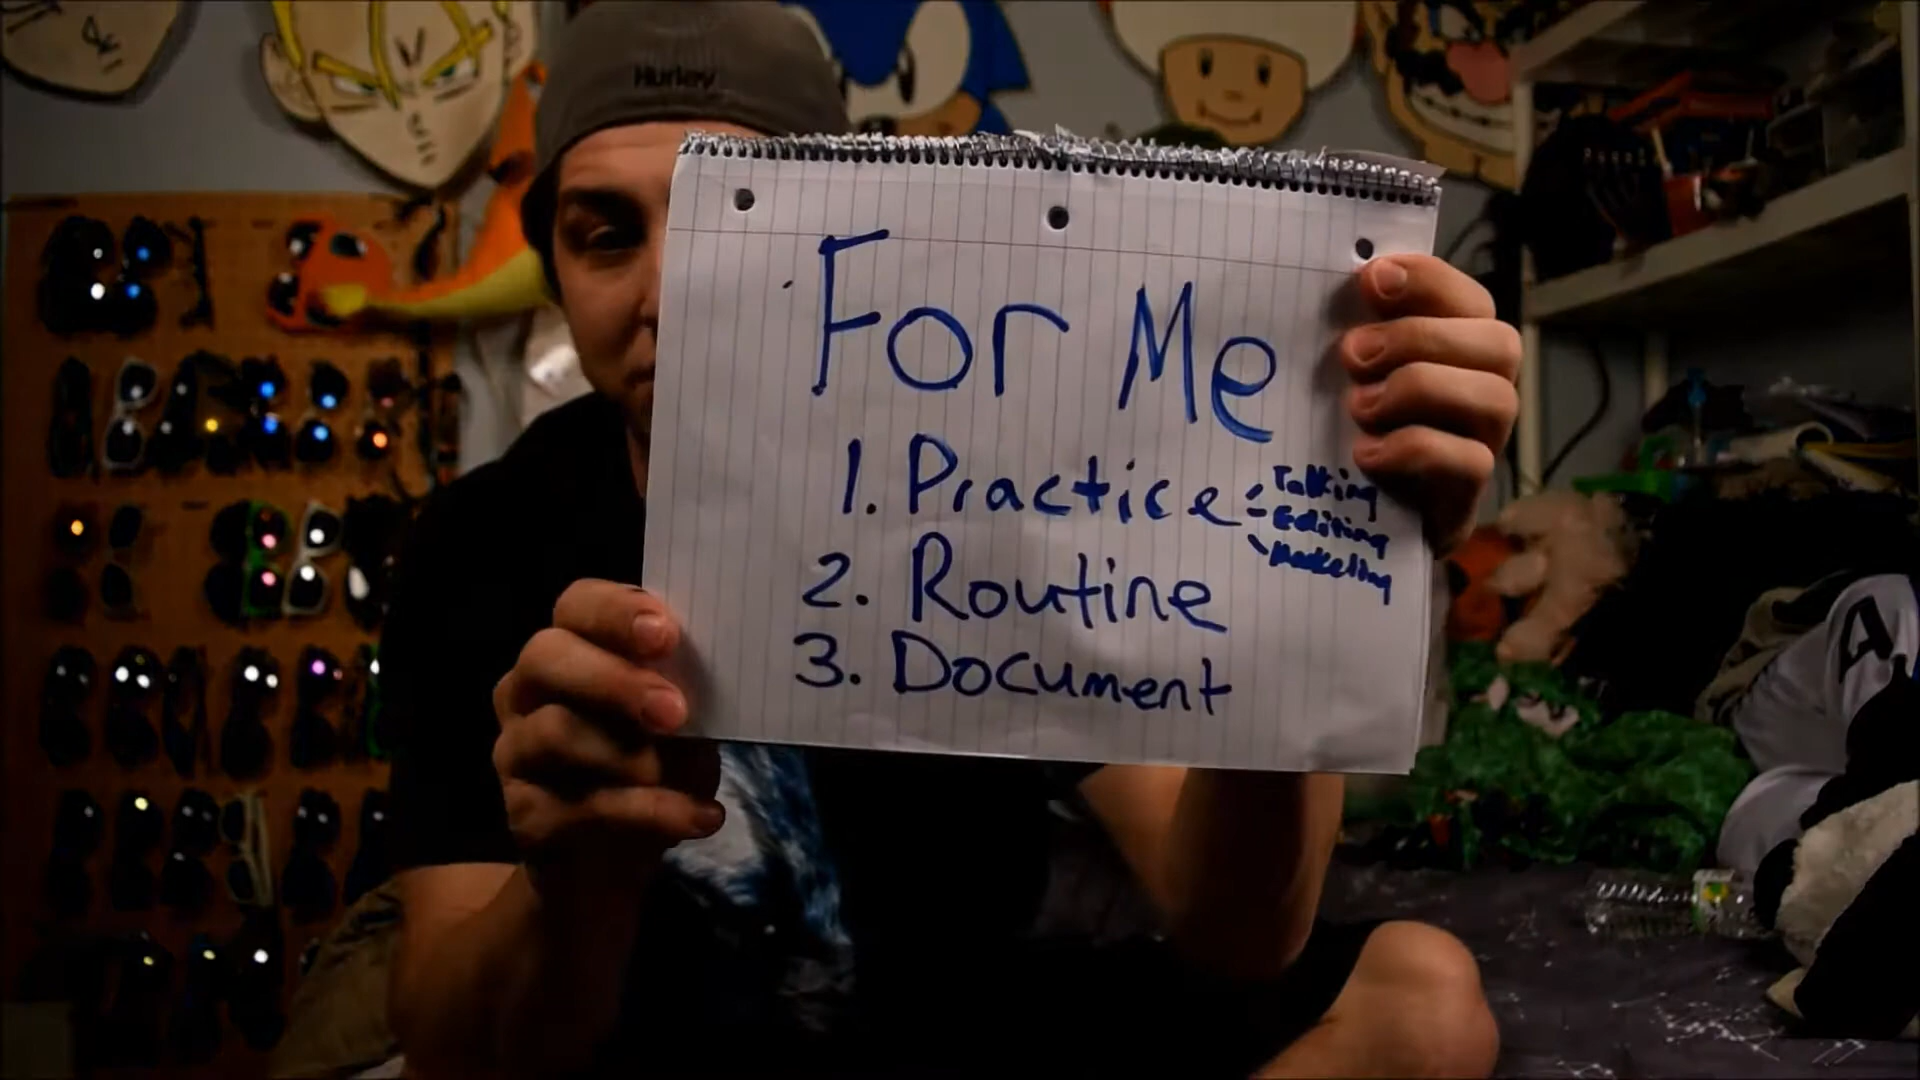 Hurley
For Me
1. Practice - Talking
- Editing
- Marketing
2. Routine
3. Document
A